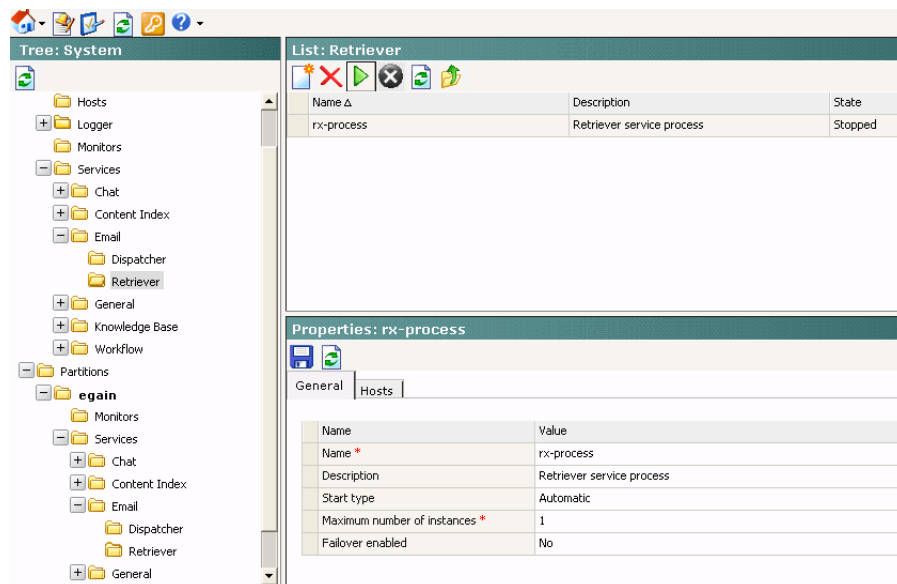 Tree: System
Hosts
Logger
Monitors
Services
Chat
Content Index
Email
Dispatcher
Retriever
General
Knowledge Base
Workflow
Partitions
egain
Monitors
Services
Chat
Content Index
Email
Dispatcher
Retriever
General
List: Retriever
Name Description State
rx-process Retriever service process Stopped
Properties: rx-process
General Hosts
Name Value
Name * rx-process
Description Retriever service process
Start type Automatic
Maximum number of instances * 1
Failover enabled No